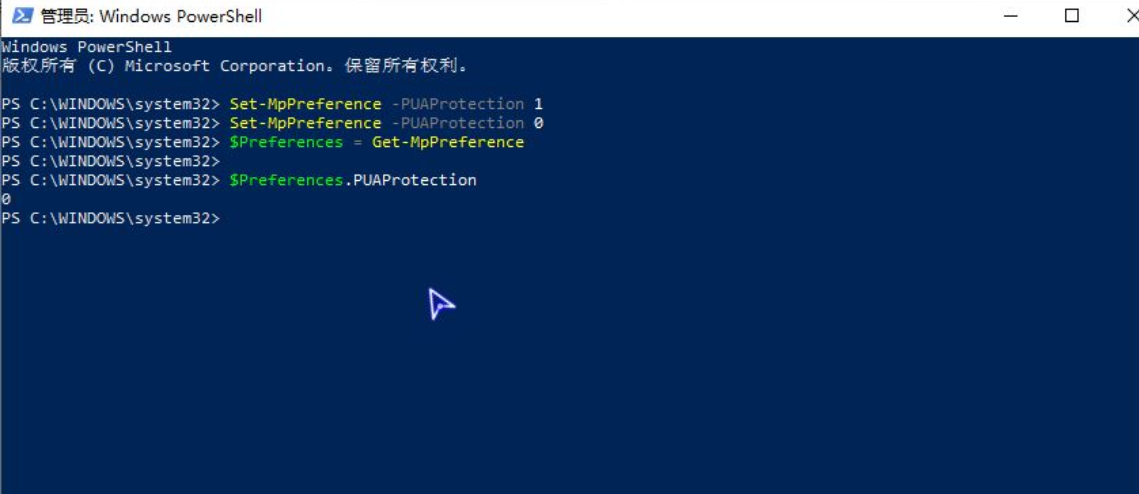 管理员: Windows PowerShell
Windows PowerShell
版权所有 (C) Microsoft Corporation。保留所有权利。
PS C:\WINDOWS\system32> Set-MpPreference -PUAProtection 1
PS C:\WINDOWS\system32> Set-MpPreference -PUAProtection 0
PS C:\WINDOWS\system32> $Preferences = Get-MpPreference
PS C:\WINDOWS\system32>
PS C:\WINDOWS\system32> $Preferences.PUAProtection
0
PS C:\WINDOWS\system32>